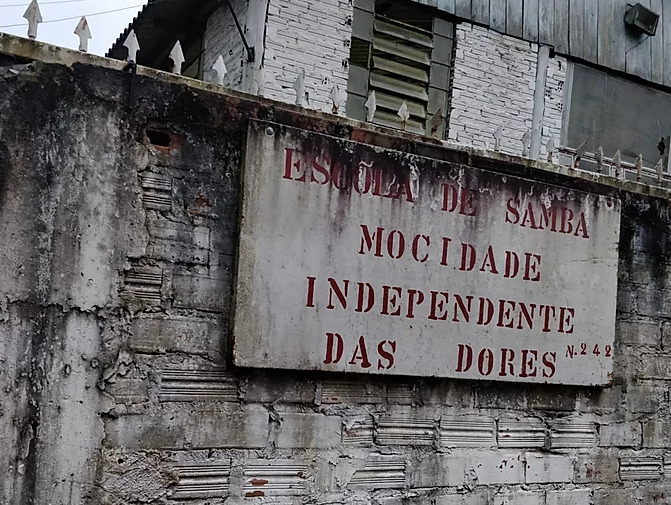 ESCOLA DE SAMBA
MOCIDADE
INDEPENDENTE
DAS DORES N.242